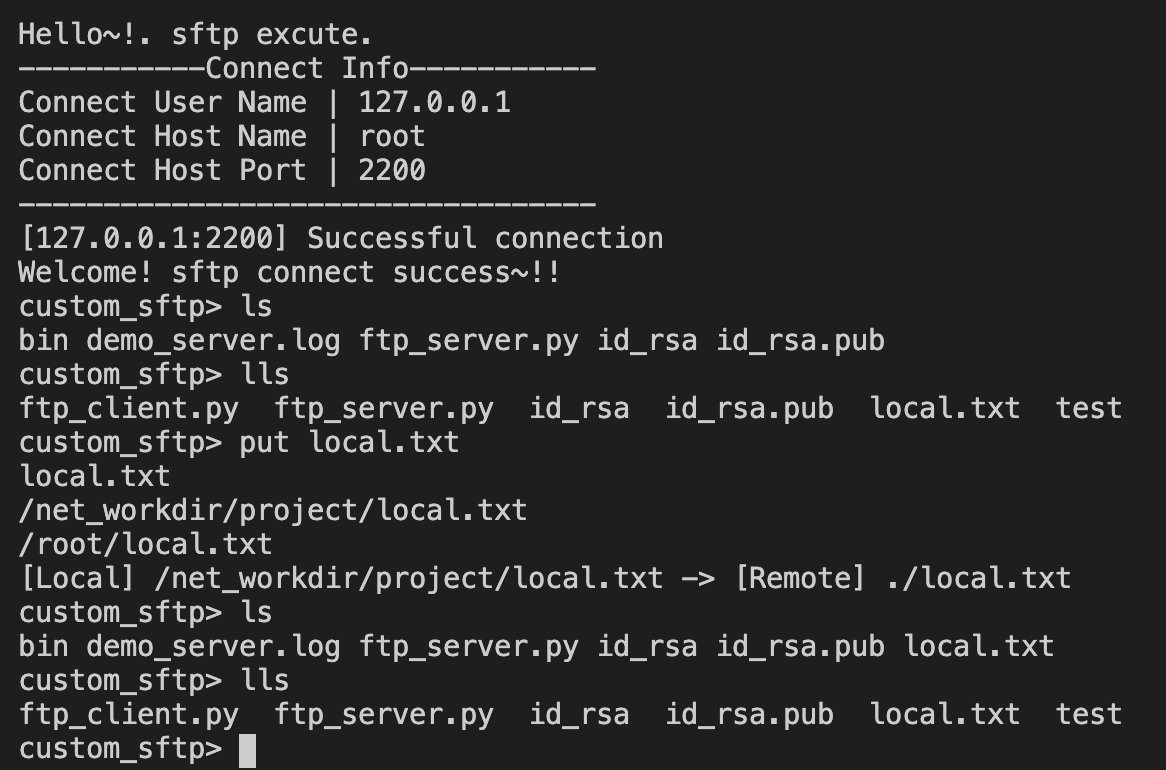 Hello~!. sftp excute.
-----------Connect Info-----------
Connect User Name | 127.0.0.1
Connect Host Name | root
Connect Host Port | 2200
----------------------------------
[127.0.0.1:2200] Successful connection
Welcome! sftp connect success~!!
custom_sftp> ls
bin demo_server.log ftp_server.py id_rsa id_rsa.pub
custom_sftp> lls
ftp_client.py  ftp_server.py  id_rsa  id_rsa.pub  local.txt  test
custom_sftp> put local.txt
local.txt
/net_workdir/project/local.txt
/root/local.txt
[Local] /net_workdir/project/local.txt -> [Remote] ./local.txt
custom_sftp> ls
bin demo_server.log ftp_server.py id_rsa id_rsa.pub local.txt
custom_sftp> lls
ftp_client.py  ftp_server.py  id_rsa  id_rsa.pub  local.txt  test
custom_sftp>